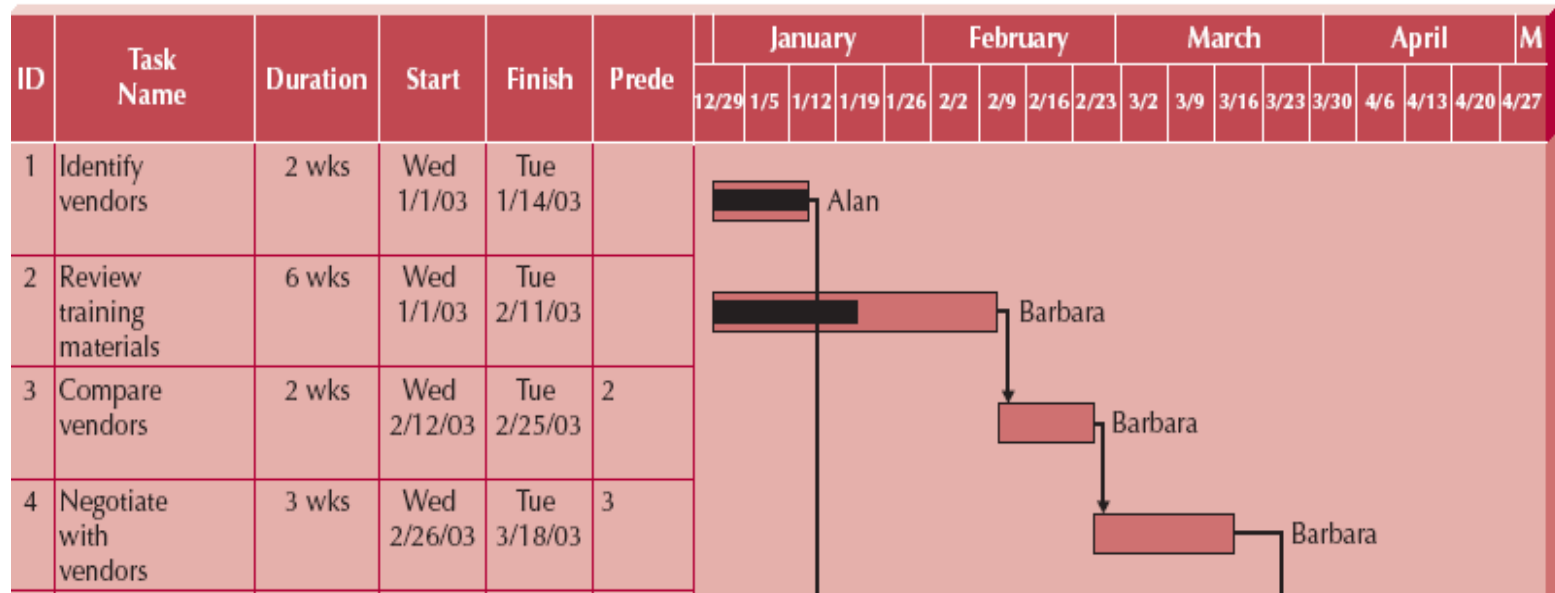 January February March April M
ID Task Name Duration Start Finish Prede
12/29 1/5 1/12 1/19 1/26 2/2 2/9 2/16 2/23 3/2 3/9 3/16 3/23 3/30 4/6 4/13 4/20 4/27
1 Identify 2 wks Wed Tue
vendors 1/1/03 1/14/03 Alan
2 Review 6 wks Wed Tue
training 1/1/03 2/11/03 Barbara
materials
3 Compare 2 wks Wed Tue 2
vendors 2/12/03 2/25/03 Barbara
4 Negotiate 3 wks Wed Tue 3
with 2/26/03 3/18/03 Barbara
vendors